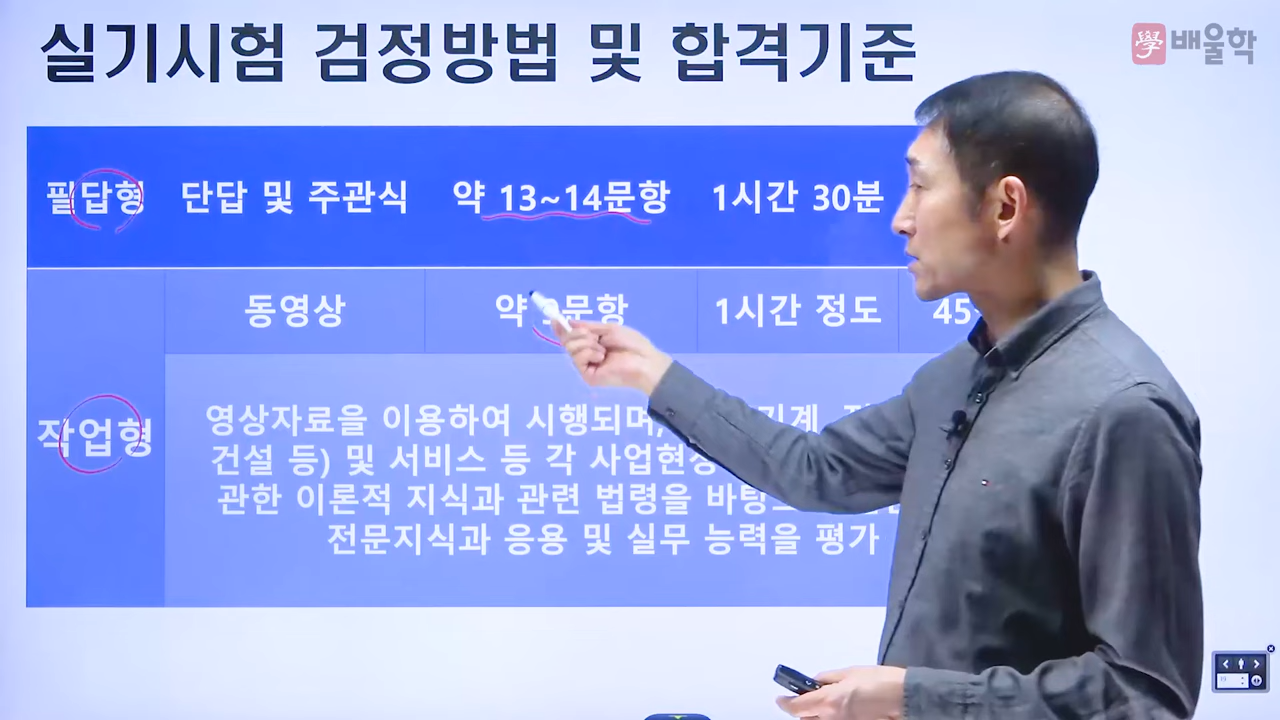 실기시험 검정방법 및 합격기준
學 배울학
필답형 단답 및 주관식 약 13~14문항 1시간 30분
동영상 약 문항 1시간 정도 45
작업형
영상자료를 이용하여 시행되며,
건설 등) 및 서비스 등 각 사업현장
관한 이론적 지식과 관련 법령을
전문지식과 응용 및 실무 능력을 평가